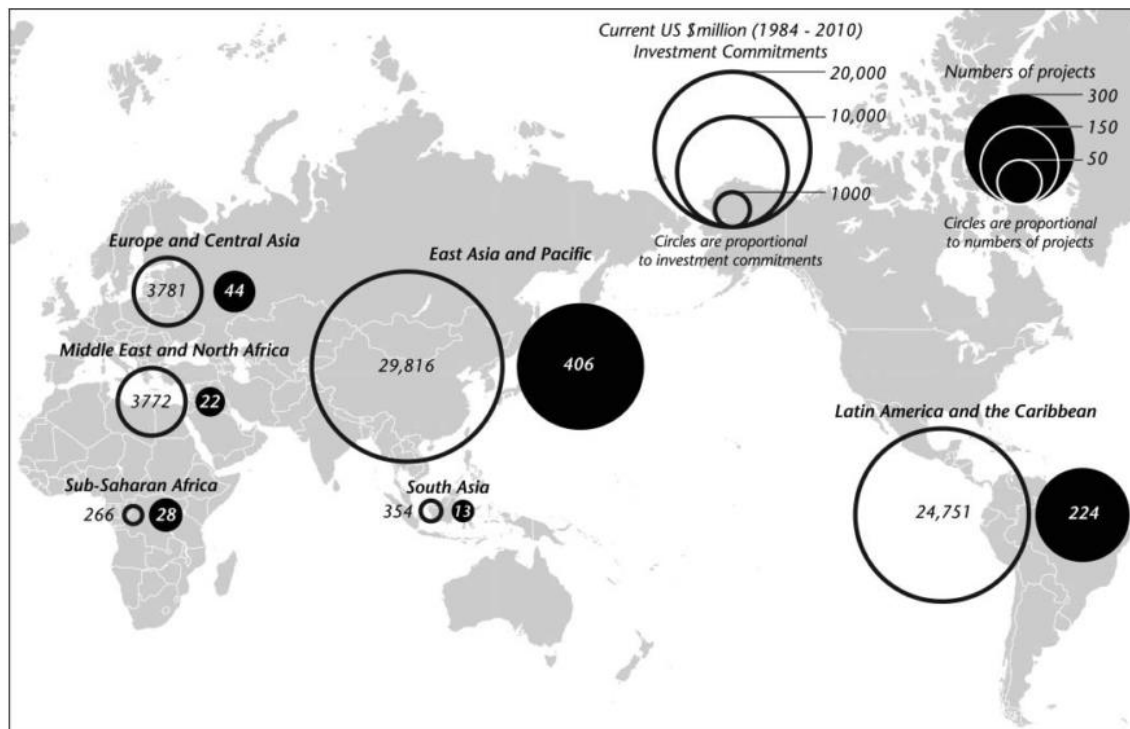 Current US $million (1984 - 2010)
Investment Commitments
20,000
10,000
1000
Circles are proportional
to investment commitments
Numbers of projects
300
150
50
Circles are proportional
to numbers of projects
Europe and Central Asia
3781
44
East Asia and Pacific
29,816
406
Middle East and North Africa
3772
22
Sub-Saharan Africa
266
28
South Asia
354
13
Latin America and the Caribbean
24,751
224